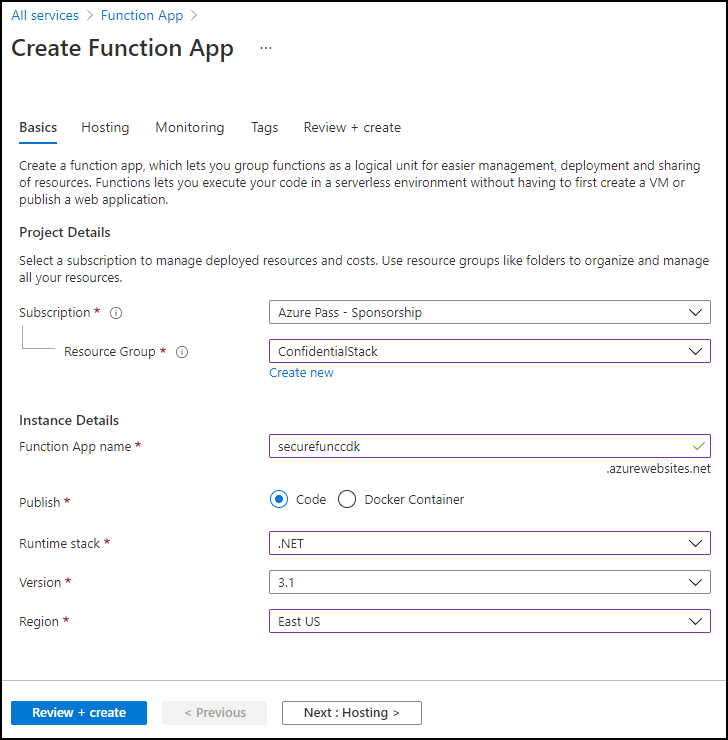 All services > Function App >
Create Function App ...
Basics Hosting Monitoring Tags Review + create
Create a function app, which lets you group functions as a logical unit for easier management, deployment and sharing
of resources. Functions lets you execute your code in a serverless environment without having to first create a VM or
publish a web application.
Project Details
Select a subscription to manage deployed resources and costs. Use resource groups like folders to organize and manage
all your resources.
Subscription * Azure Pass - Sponsorship
Resource Group * ConfidentialStack
Create new
Instance Details
Function App name * securefunccdk
.azurewebsites.net
Publish * Code Docker Container
Runtime stack * .NET
Version * 3.1
Region * East US
Review + create < Previous Next : Hosting >